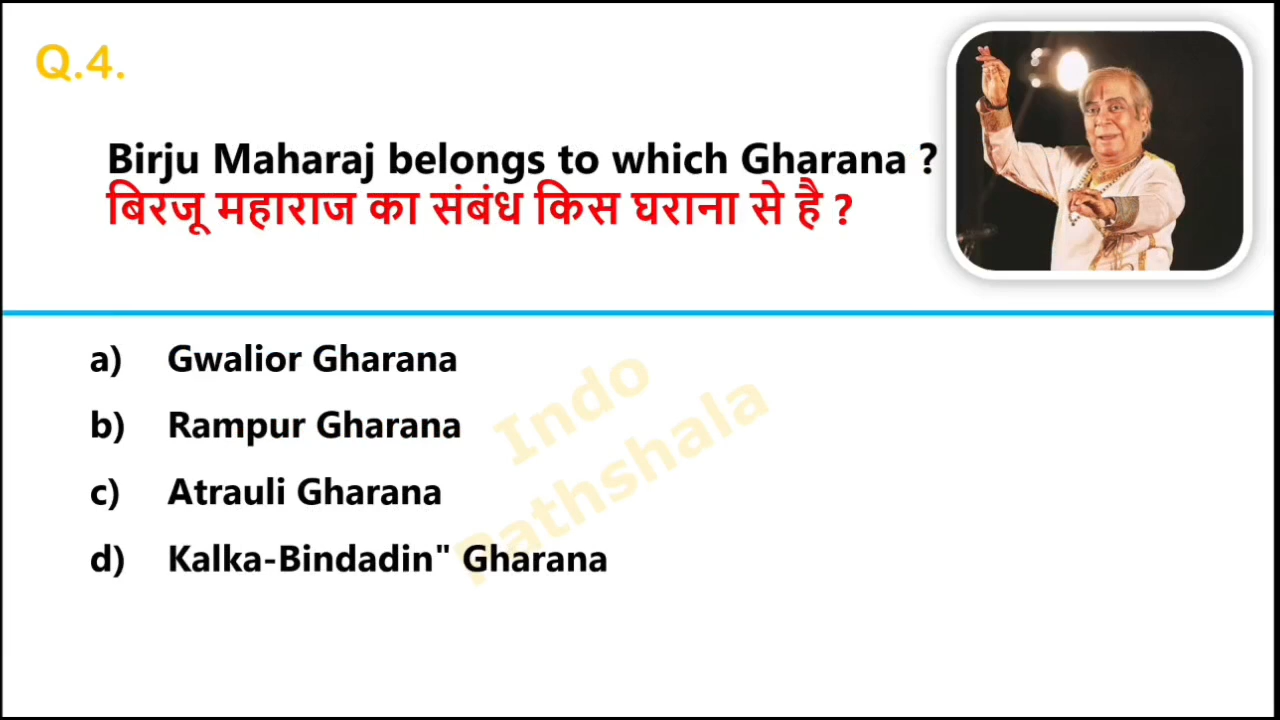 Q.4.
Birju Maharaj belongs to which Gharana ?
बिरजू महाराज का संबंध किस घराना से है ?
a) Gwalior Gharana
b) Rampur Gharana
c) Atrauli Gharana
d) Kalka-Bindadin" Gharana
Indo
Pathshala